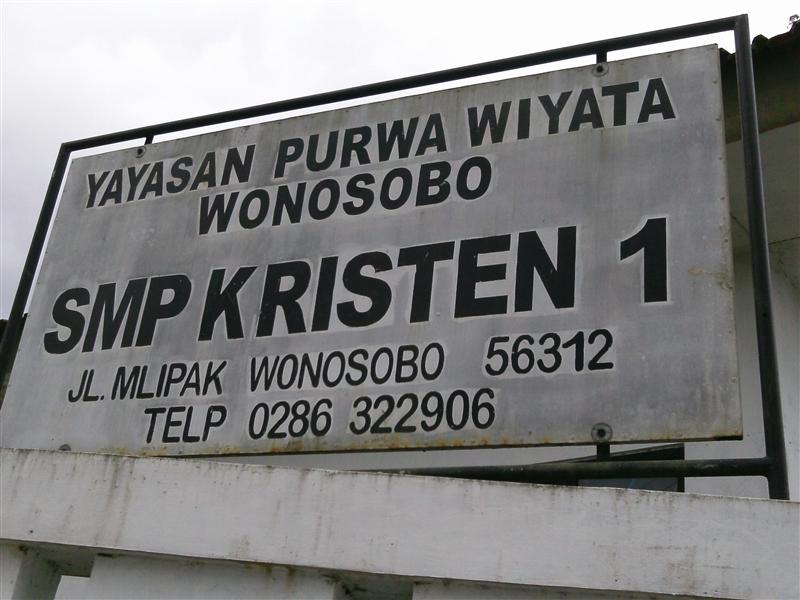 YAYASAN PURWA WIYATA
WONOSOBO
SMP KRISTEN 1
JL. MLIPAK WONOSOBO 56312
TELP 0286 322906